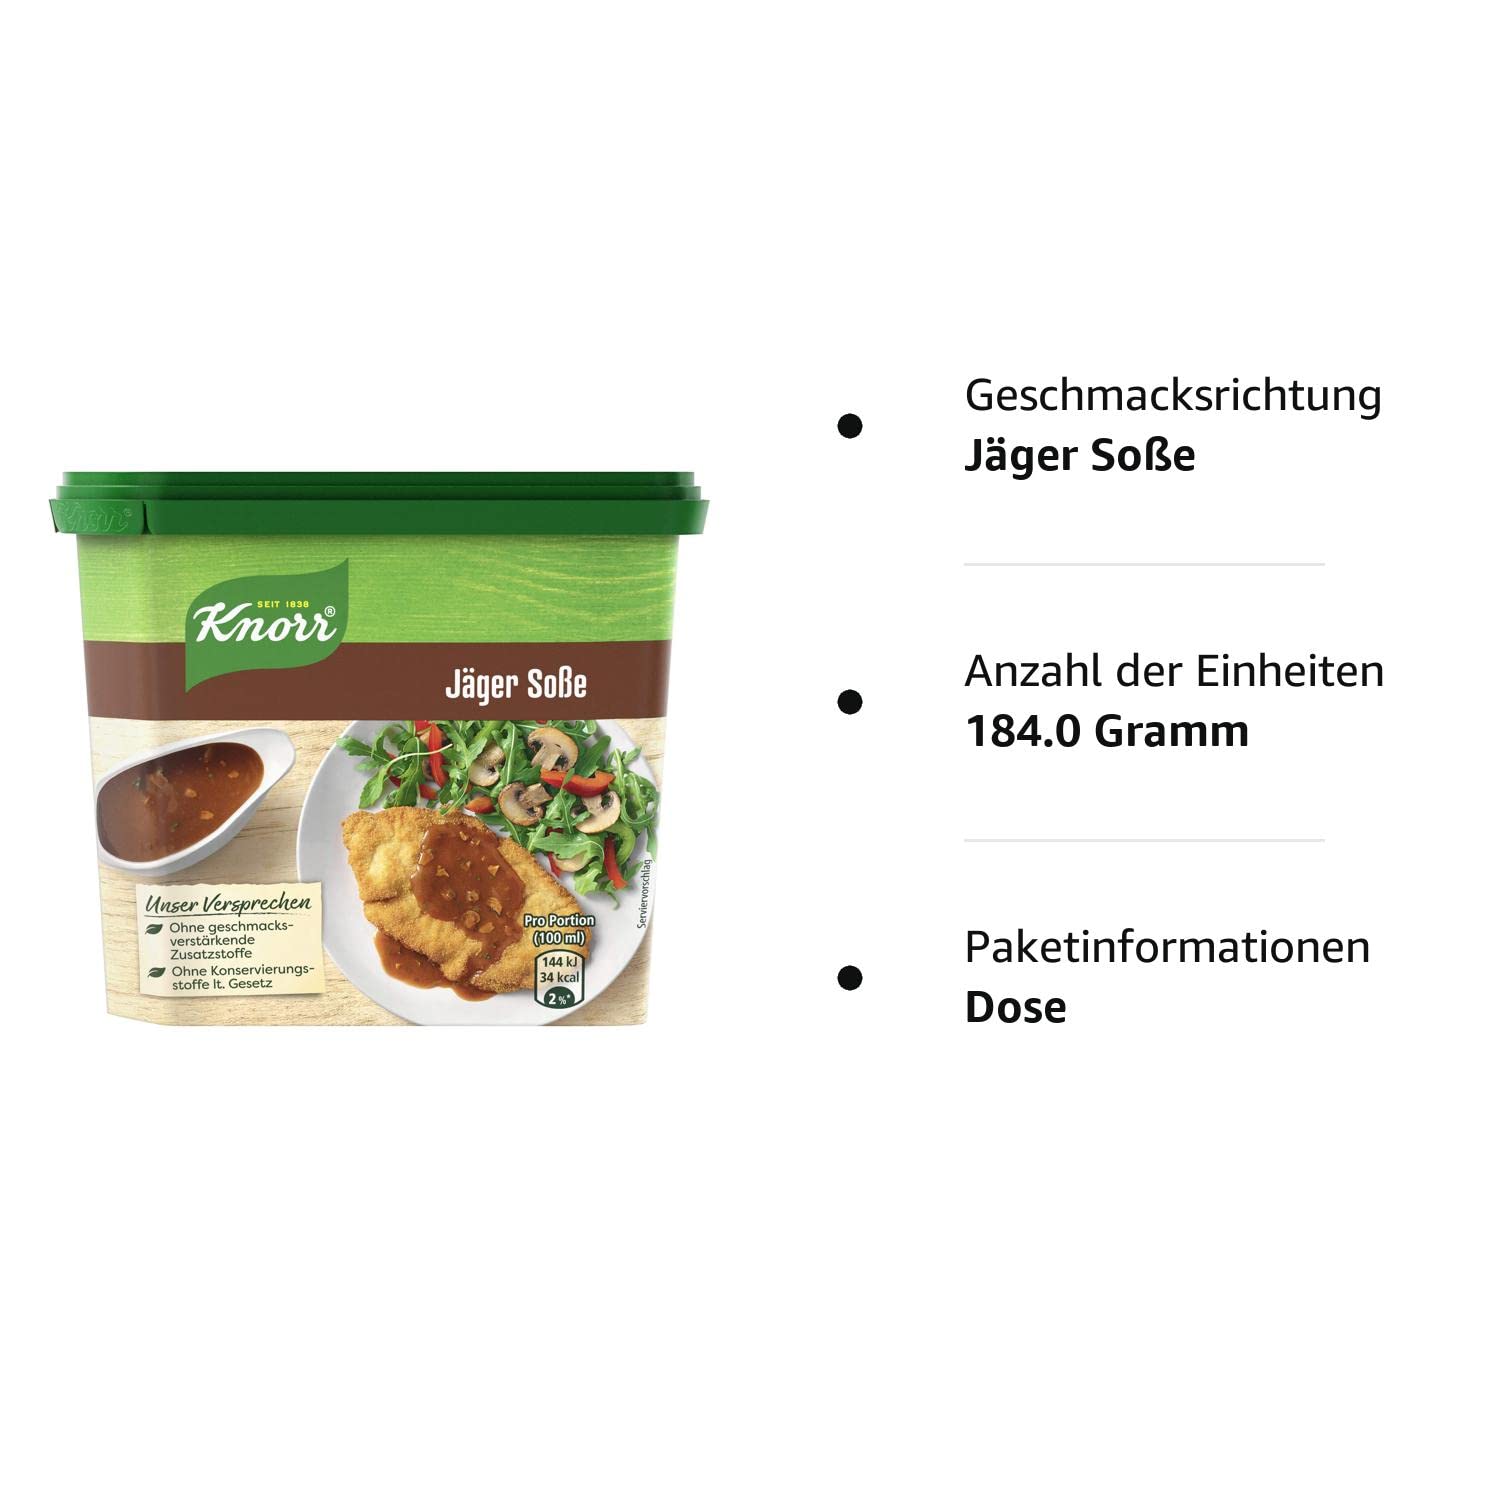 Knorr®
SEIT 1838
Knorr®
Jäger Soße
Unser Versprechen
Ohne geschmacks-
verstärkende
Zusatzstoffe
Ohne Konservierungs-
stoffe lt. Gesetz
Pro Portion
(100 ml)
144 kJ
34 kcal
2%*
Serviervorschlag
Geschmacksrichtung
Jäger Soße
Anzahl der Einheiten
184.0 Gramm
Paketinformationen
Dose